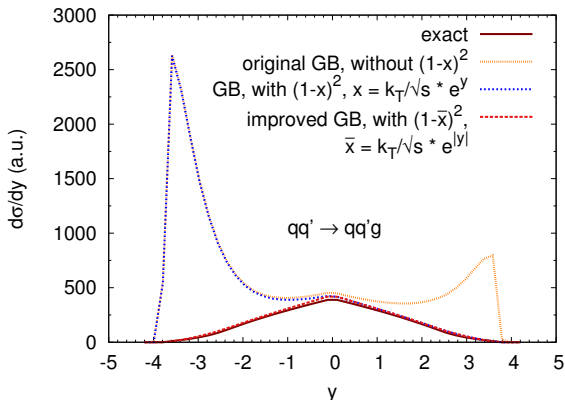 3000
2500
2000
1500
1000
500
0
dσ/dy (a.u.)
exact
original GB, without (1-x)²
GB, with (1-x)², x = k_T/√s * e^y
improved GB, with (1-x̄)²,
x̄ = k_T/√s * e^|y|
qq' → qq'g
-5 -4 -3 -2 -1 0 1 2 3 4 5
y